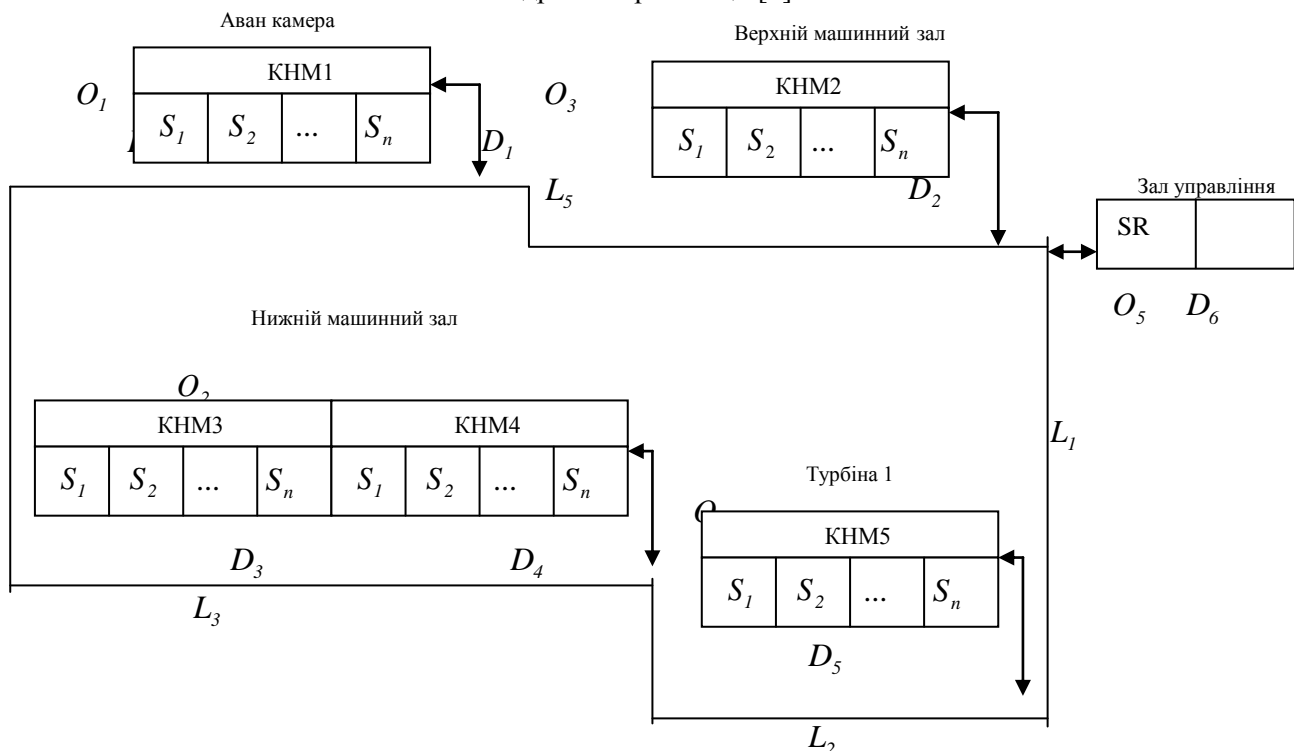 Аван камера
Верхній машинний зал
КНМ1
КНМ2
O₁
O₃
S₁ S₂ ... Sₙ
D₁
S₁ S₂ ... Sₙ
L₅
D₂
Зал управління
SR
O₅ D₆
Нижній машинний зал
O₂
КНМ3 КНМ4
L₁
S₁ S₂ ... Sₙ S₁ S₂ ... Sₙ
Турбіна 1
КНМ5
D₃ D₄
S₁ S₂ ... Sₙ
L₃
D₅
L₂